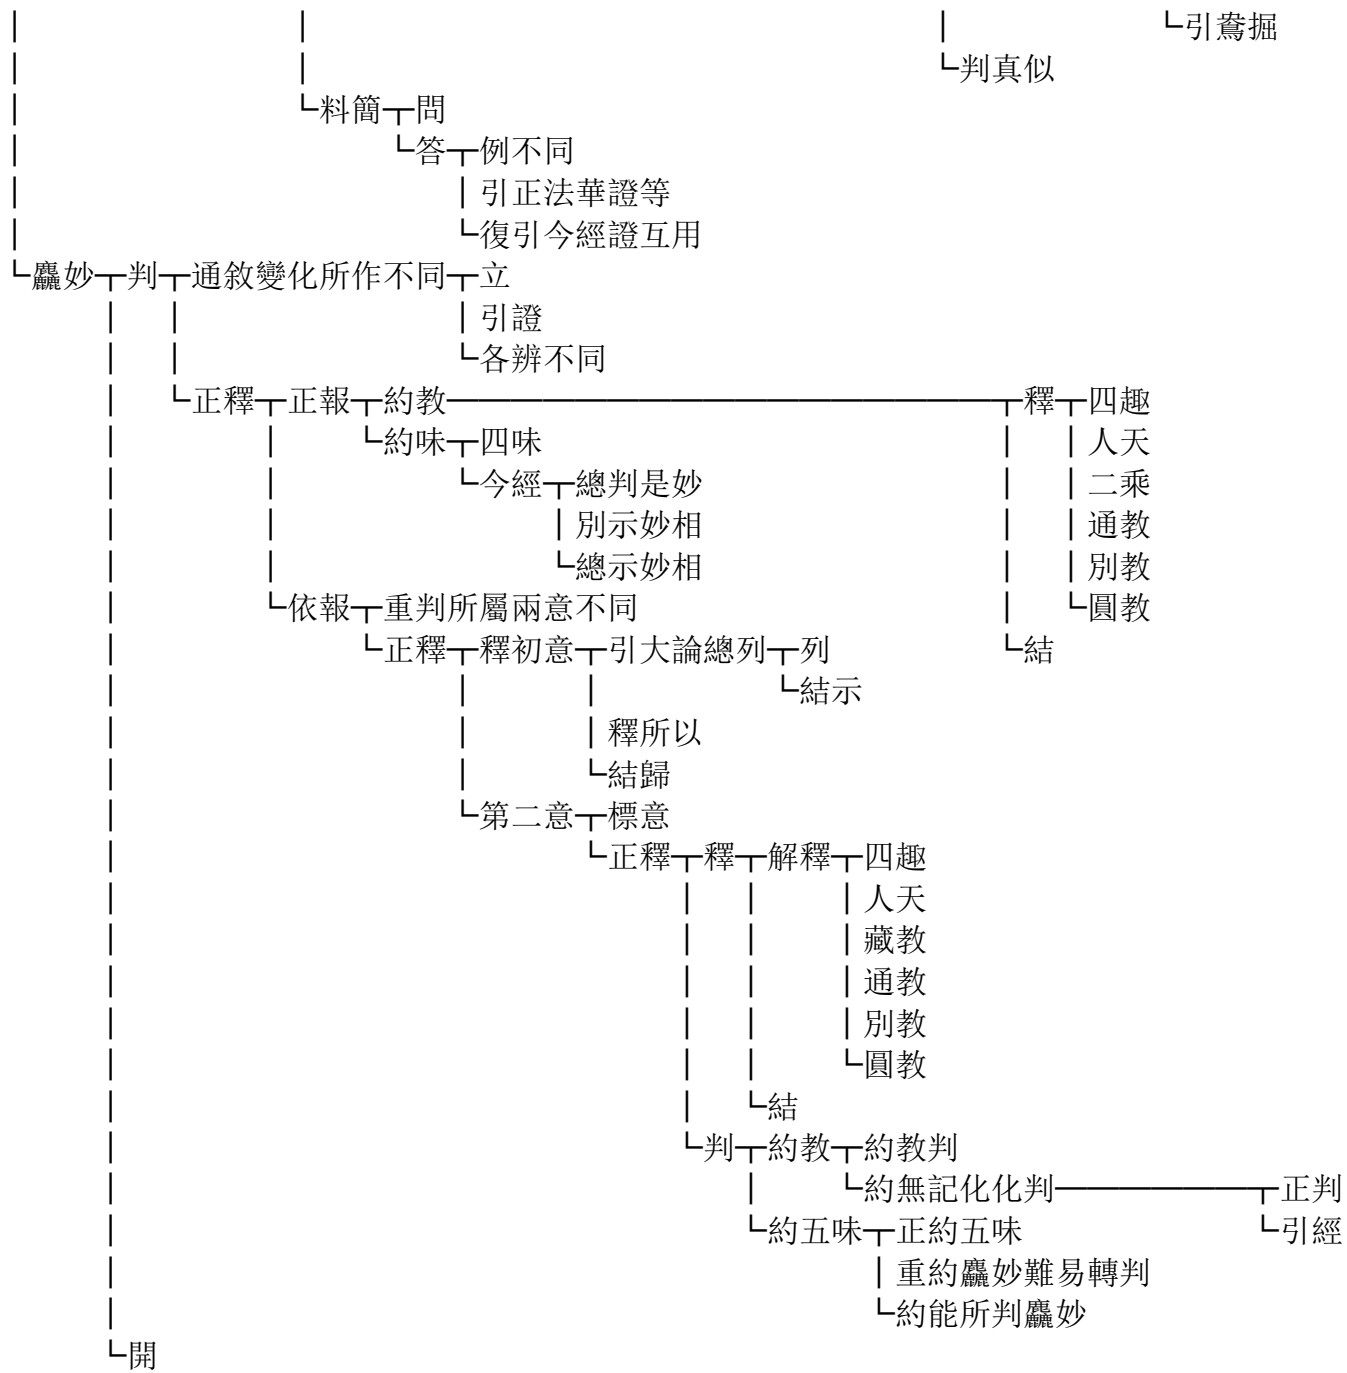 │　　　　　　　　│　　　　　　　　　　　　　　　　　　　│　　　　　　└引鴦掘
│　　　　　　　　│　　　　　　　　　　　　　　　　　　　└判真似
│　　　　　　　　└料簡┬問
│　　　　　　　　　　　└答┬例不同
│　　　　　　　　　　　　　│引正法華證等
│　　　　　　　　　　　　　└復引今經證互用
└麤妙┬判┬通敘變化所作不同┬立
　　　│　│　　　　　　　　　│引證
　　　│　│　　　　　　　　　└各辨不同
　　　│　└正釋┬正報┬約教─────────────────┬釋┬四趣
　　　│　　　　│　　└約味┬四味　　　　　　　　　　　　　　│　│人天
　　　│　　　　│　　　　　└今經┬總判是妙　　　　　　　　　│　│二乘
　　　│　　　　│　　　　　　　　│別示妙相　　　　　　　　　│　│通教
　　　│　　　　│　　　　　　　　└總示妙相　　　　　　　　　│　│別教
　　　│　　　　└依報┬重判所屬兩意不同　　　　　　　　　　　│　└圓教
　　　│　　　　　　　└正釋┬釋初意┬引大論總列┬列　　　　　└結
　　　│　　　　　　　　　　│　　　│　　　　　└結示
　　　│　　　　　　　　　　│　　　│釋所以
　　　│　　　　　　　　　　│　　　└結歸
　　　│　　　　　　　　　　└第二意┬標意
　　　│　　　　　　　　　　　　　　└正釋┬釋┬解釋┬四趣
　　　│　　　　　　　　　　　　　　　　　│　│　　│人天
　　　│　　　　　　　　　　　　　　　　　│　│　　│藏教
　　　│　　　　　　　　　　　　　　　　　│　│　　│通教
　　　│　　　　　　　　　　　　　　　　　│　│　　│別教
　　　│　　　　　　　　　　　　　　　　　│　│　　└圓教
　　　│　　　　　　　　　　　　　　　　　│　└結
　　　│　　　　　　　　　　　　　　　　　└判┬約教┬約教判
　　　│　　　　　　　　　　　　　　　　　　　│　　└約無記化化判──────┬正判
　　　│　　　　　　　　　　　　　　　　　　　└約五味┬正約五味　　　　　　　└引經
　　　│　　　　　　　　　　　　　　　　　　　　　　　│重約麤妙難易轉判
　　　│　　　　　　　　　　　　　　　　　　　　　　　└約能所判麤妙
　　　└開